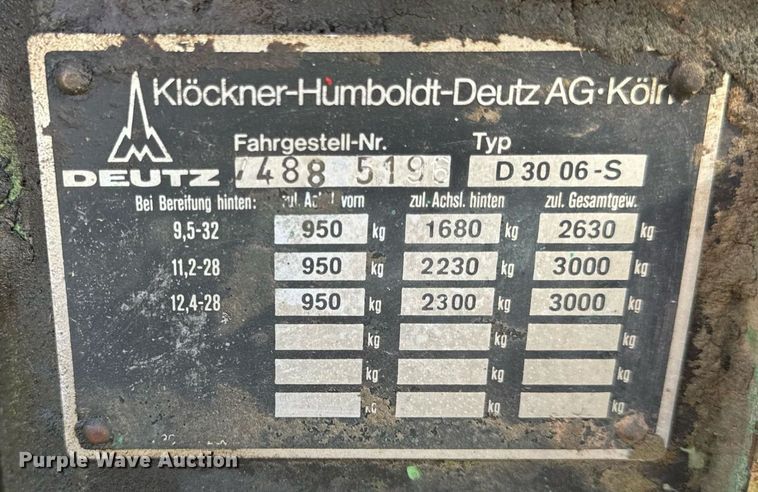 Klöckner-Humboldt-Deutz AG·Köln
DEUTZ
Fahrgestell-Nr. Typ
7488 5196 D 30 06-S
Bei Bereifung hinten: zul. Achsl. vorn zul. Achsl. hinten zul. Gesamtgew.
9,5-32 950 kg 1680 kg 2630 kg
11,2-28 950 kg 2230 kg 3000 kg
12,4-28 950 kg 2300 kg 3000 kg
kg kg kg
kg kg kg
KG kg kg
Purple Wave Auction